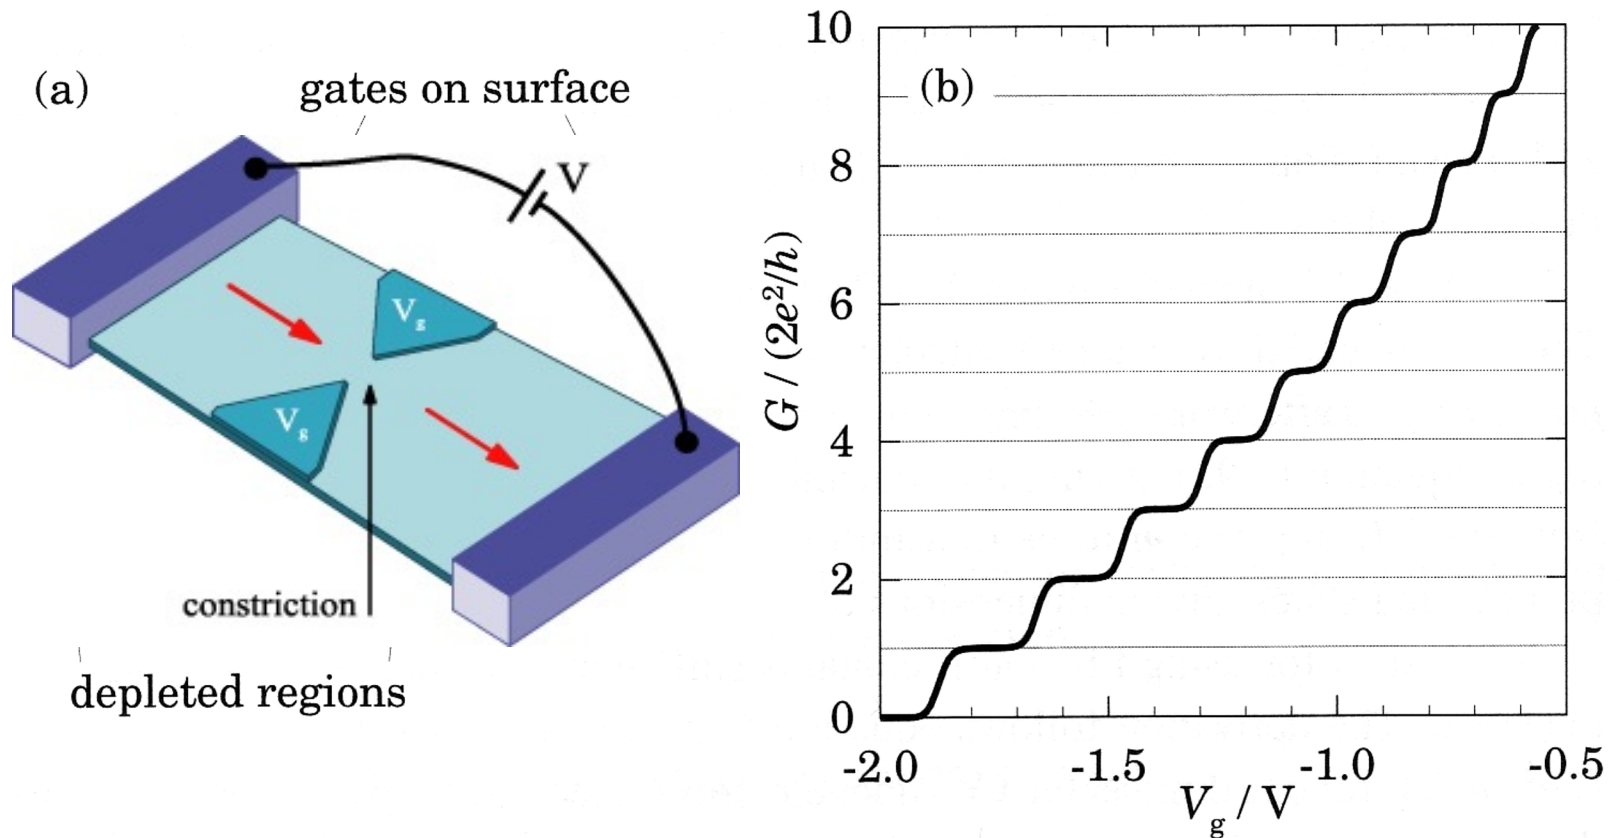 (a)
gates on surface
V
V_g
V_g
constriction
depleted regions
(b)
G / (2e²/h)
10
8
6
4
2
0
-2.0 -1.5 -1.0 -0.5
V_g / V